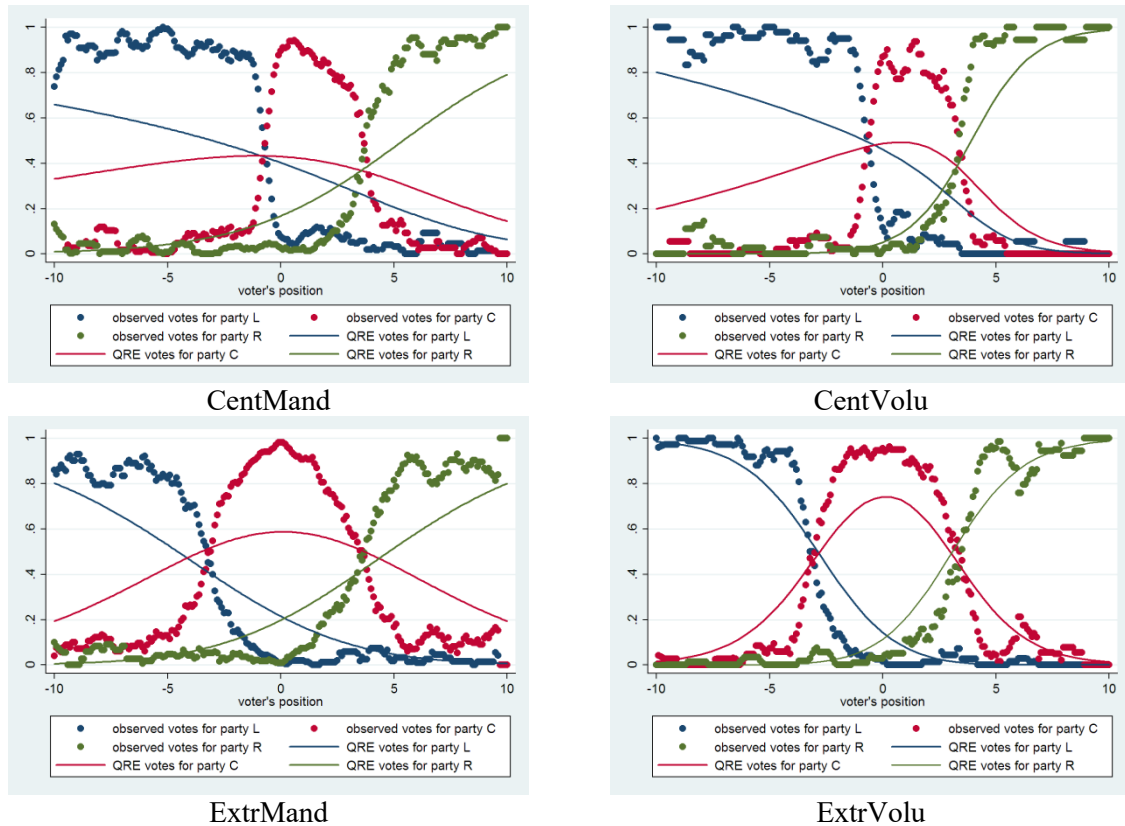 1
.8
.6
.4
.2
0
-10 -5 0 5 10
voter's position
observed votes for party L observed votes for party C
observed votes for party R QRE votes for party L
QRE votes for party C QRE votes for party R
CentMand
1
.8
.6
.4
.2
0
-10 -5 0 5 10
voter's position
observed votes for party L observed votes for party C
observed votes for party R QRE votes for party L
QRE votes for party C QRE votes for party R
CentVolu
1
.8
.6
.4
.2
0
-10 -5 0 5 10
voter's position
observed votes for party L observed votes for party C
observed votes for party R QRE votes for party L
QRE votes for party C QRE votes for party R
ExtrMand
1
.8
.6
.4
.2
0
-10 -5 0 5 10
voter's position
observed votes for party L observed votes for party C
observed votes for party R QRE votes for party L
QRE votes for party C QRE votes for party R
ExtrVolu